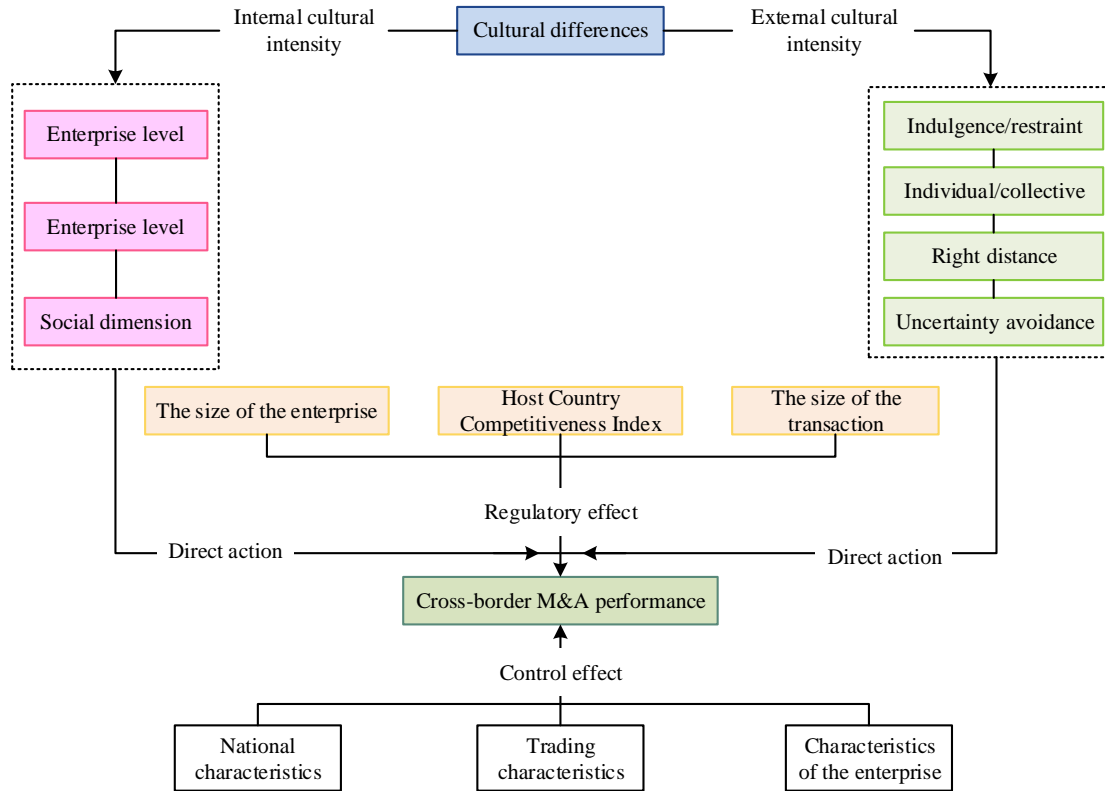 Internal cultural
intensity
Cultural differences
External cultural
intensity
Enterprise level
Enterprise level
Social dimension
Indulgence/restraint
Individual/collective
Right distance
Uncertainty avoidance
The size of the enterprise
Host Country
Competitiveness Index
The size of the
transaction
Regulatory effect
Direct action
Direct action
Cross-border M&A performance
Control effect
National
characteristics
Trading
characteristics
Characteristics
of the enterprise